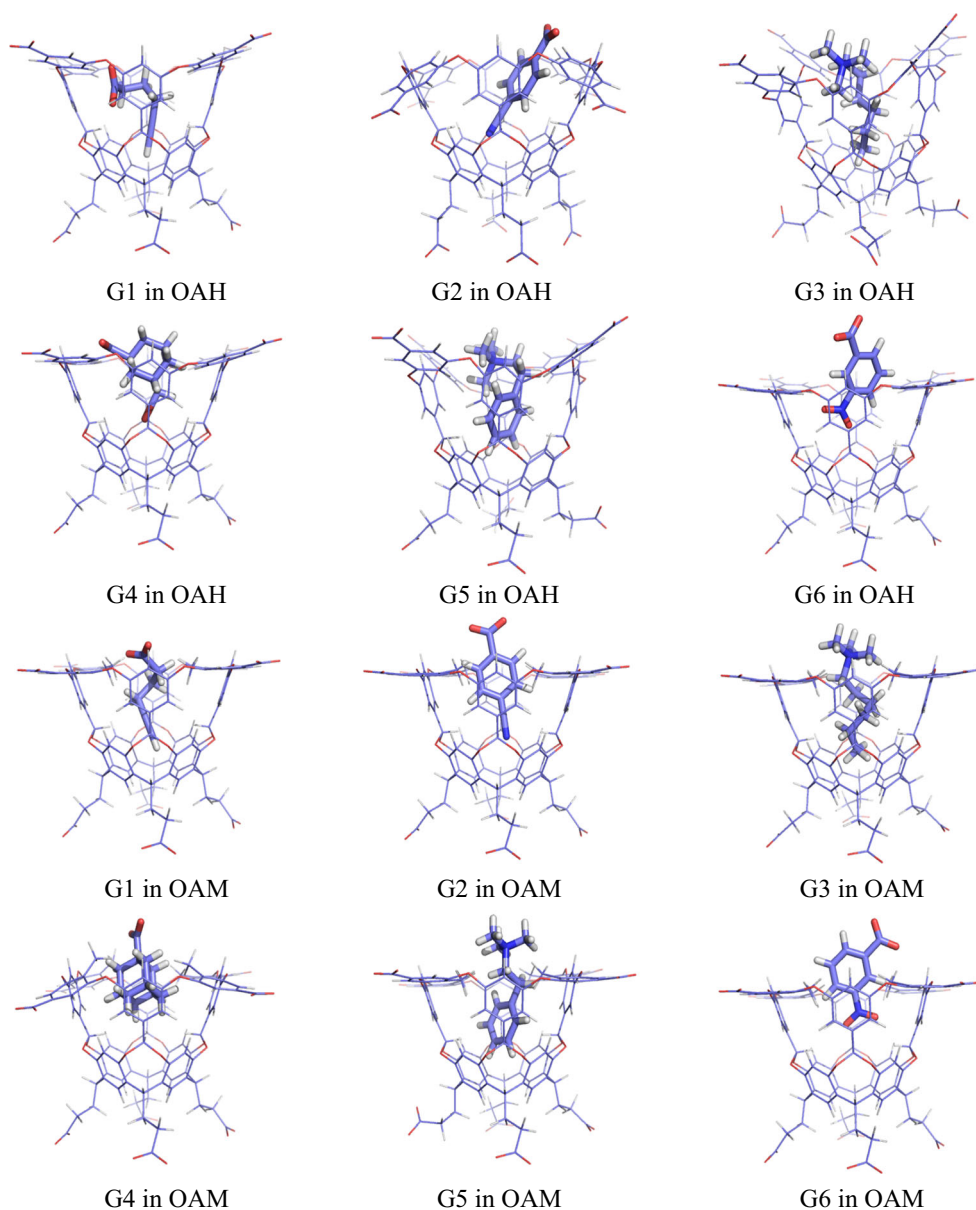 G1 in OAH
G2 in OAH
G3 in OAH
G4 in OAH
G5 in OAH
G6 in OAH
G1 in OAM
G2 in OAM
G3 in OAM
G4 in OAM
G5 in OAM
G6 in OAM